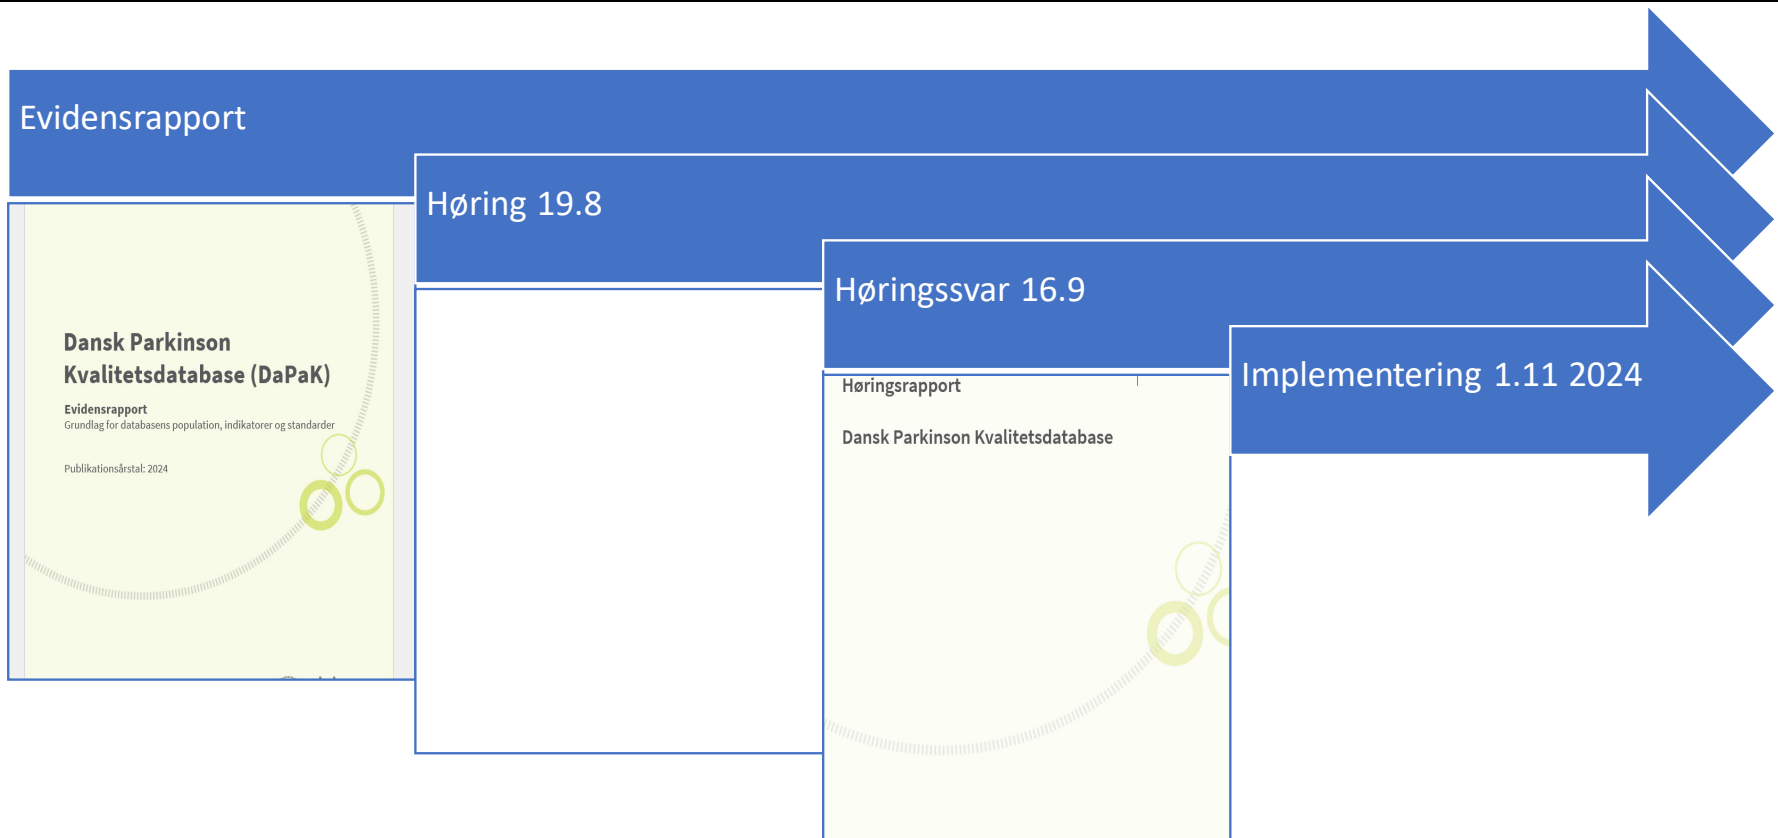 Evidensrapport
Høring 19.8
Høringssvar 16.9
Implementering 1.11 2024
Dansk Parkinson
Kvalitetsdatabase (DaPaK)
Evidensrapport
Grundlag for databasens population, indikatorer og standarder
Publikationsårstal: 2024
Høringsrapport
Dansk Parkinson Kvalitetsdatabase